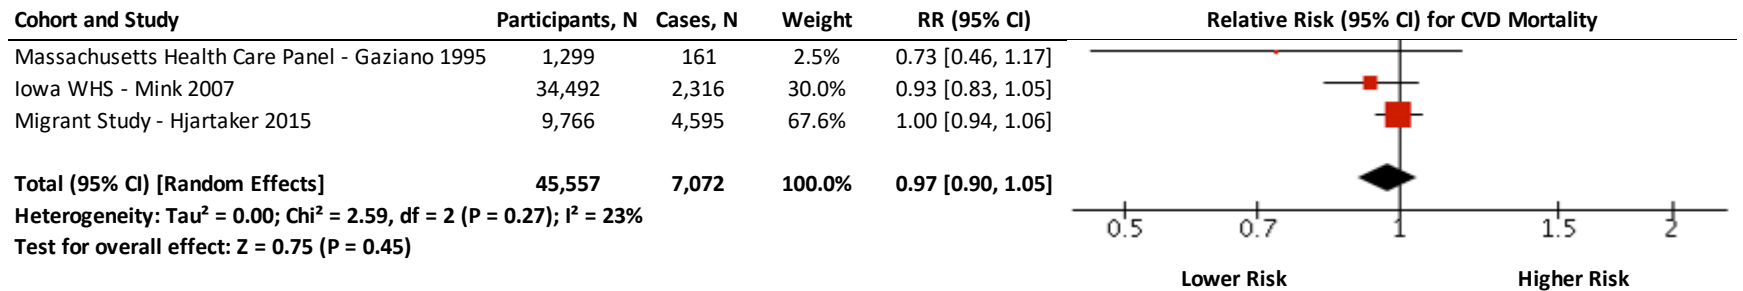 Cohort and Study Participants, N Cases, N Weight RR (95% CI) Relative Risk (95% CI) for CVD Mortality
Massachusetts Health Care Panel - Gaziano 1995 1,299 161 2.5% 0.73 [0.46, 1.17]
Iowa WHS - Mink 2007 34,492 2,316 30.0% 0.93 [0.83, 1.05]
Migrant Study - Hjartaker 2015 9,766 4,595 67.6% 1.00 [0.94, 1.06]
Total (95% CI) [Random Effects] 45,557 7,072 100.0% 0.97 [0.90, 1.05]
Heterogeneity: Tau² = 0.00; Chi² = 2.59, df = 2 (P = 0.27); I² = 23%
Test for overall effect: Z = 0.75 (P = 0.45)
0.5 0.7 1 1.5 2
Lower Risk Higher Risk